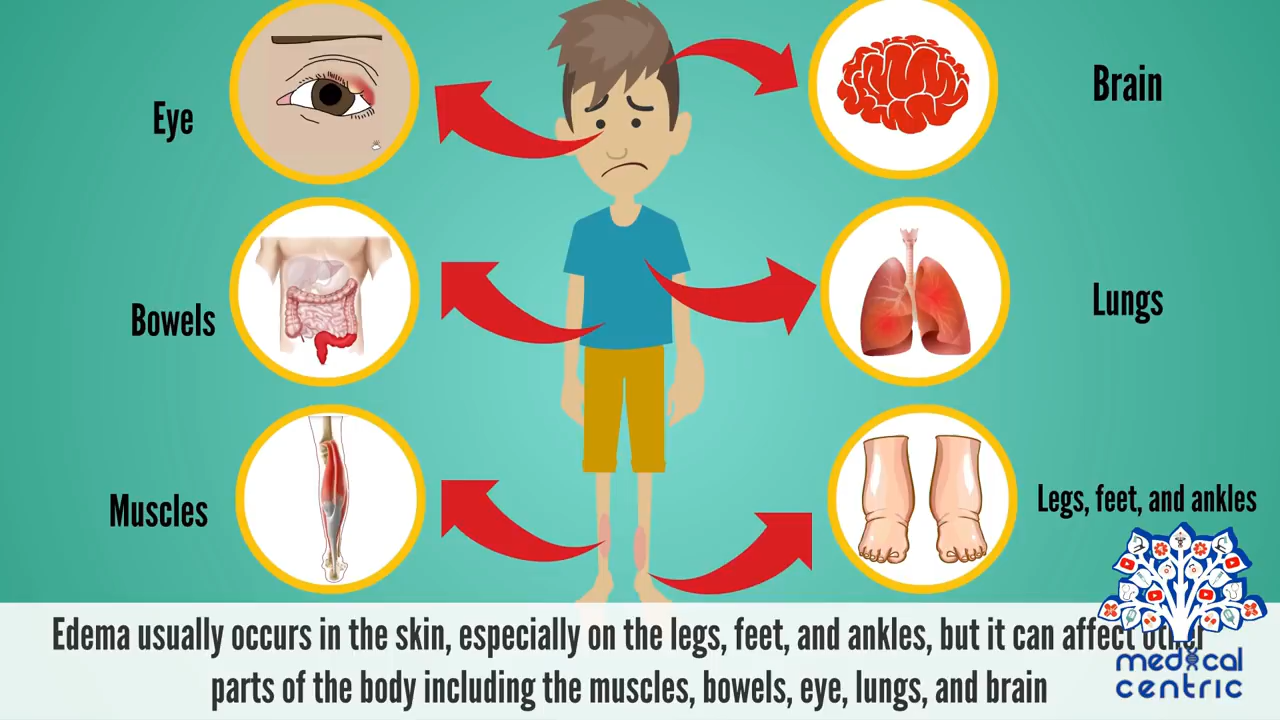 Eye
Brain
Bowels
Lungs
Muscles
Legs, feet, and ankles
Edema usually occurs in the skin, especially on the legs, feet, and ankles, but it can affect other
parts of the body including the muscles, bowels, eye, lungs, and brain
medical
centric